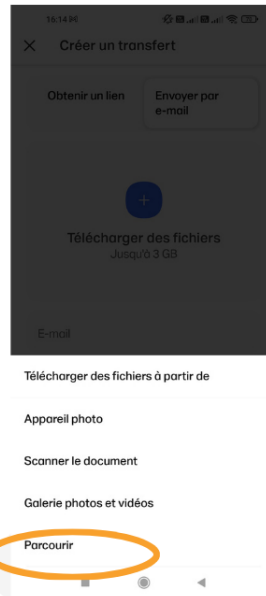 16:14
Créer un transfert
Obtenir un lien
Envoyer par
e-mail
Télécharger des fichiers
Jusqu'à 3 GB
E-mail
Télécharger des fichiers à partir de
Appareil photo
Scanner le document
Galerie photos et vidéos
Parcourir